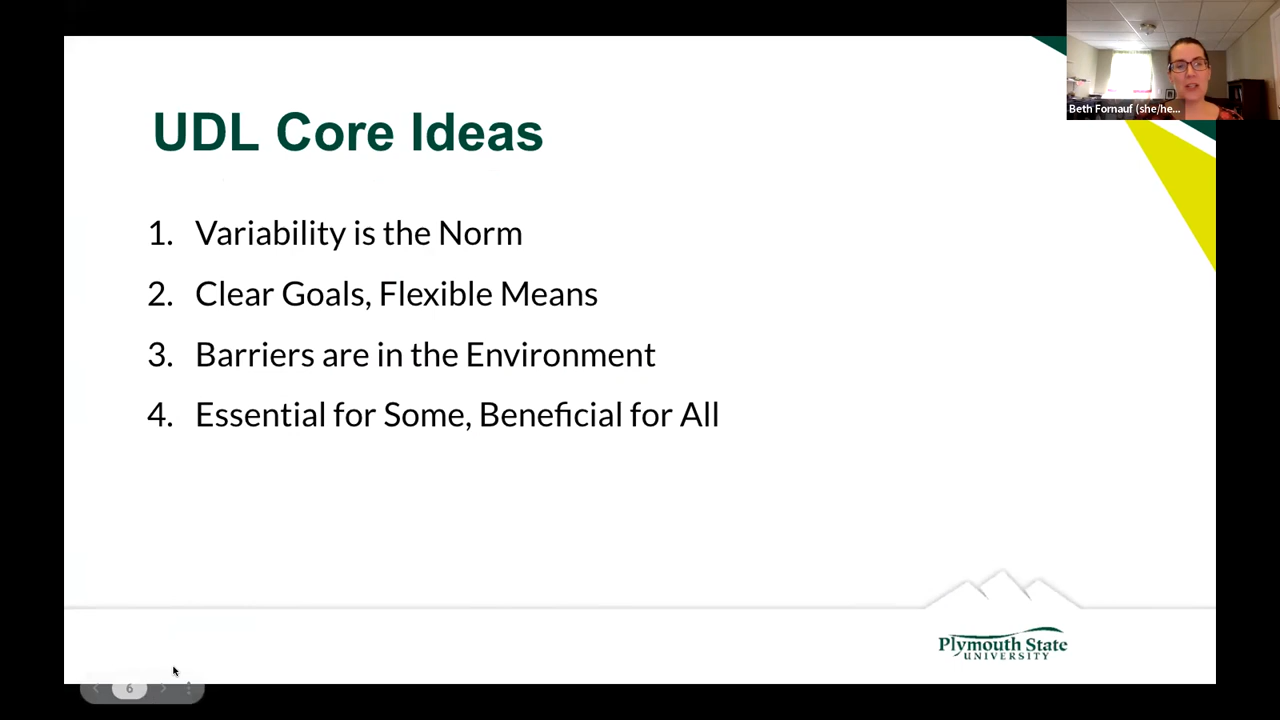 Beth Fornauf (she/he...
UDL Core Ideas
1. Variability is the Norm
2. Clear Goals, Flexible Means
3. Barriers are in the Environment
4. Essential for Some, Beneficial for All
Plymouth State
UNIVERSITY
6